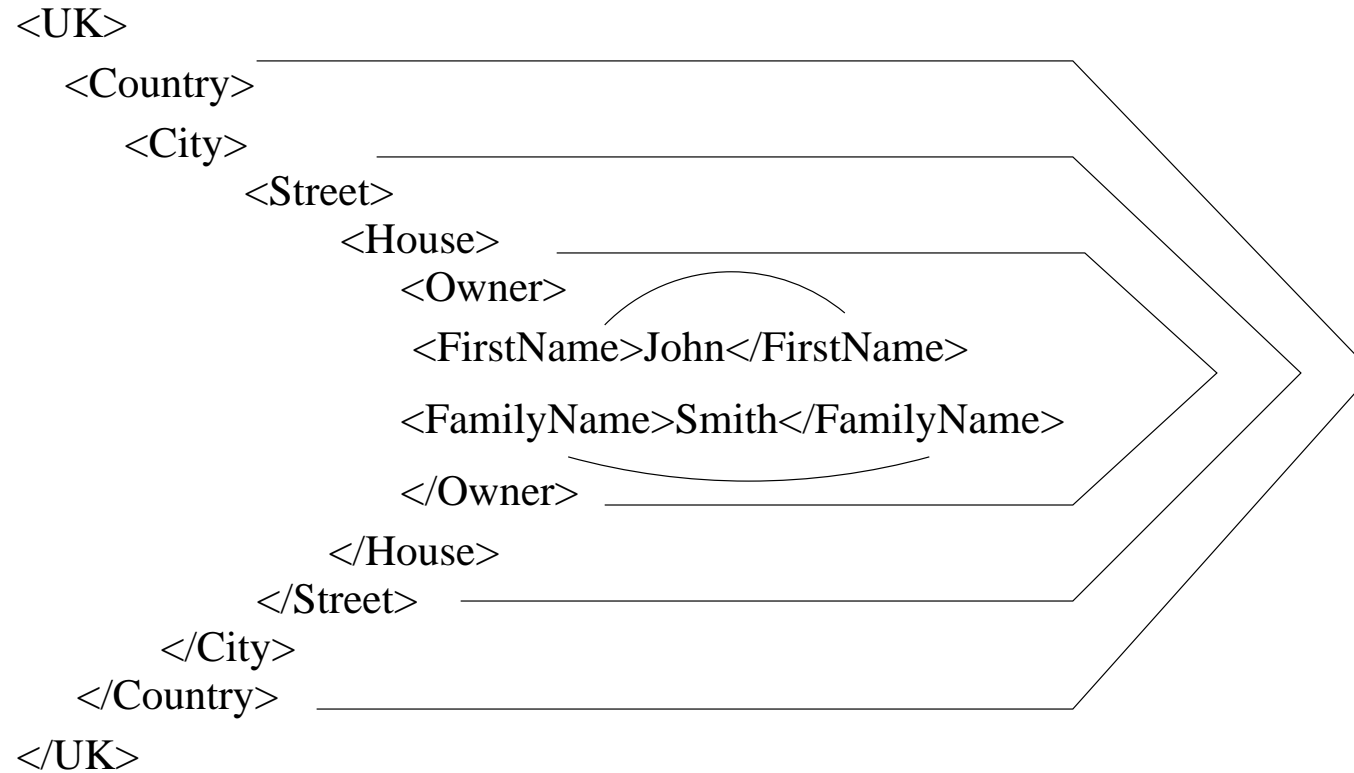 <UK>
<Country>
<City>
<Street>
<House>
<Owner>
<FirstName>John</FirstName>
<FamilyName>Smith</FamilyName>
</Owner>
</House>
</Street>
</City>
</Country>
</UK>